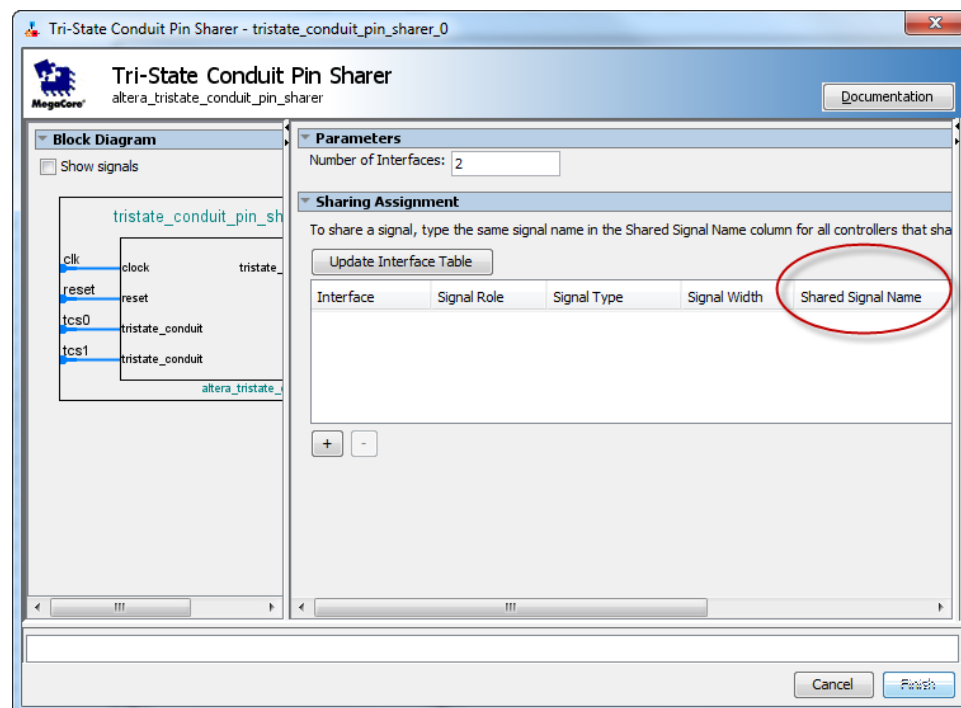 Tri-State Conduit Pin Sharer - tristate_conduit_pin_sharer_0
X
Tri-State Conduit Pin Sharer
altera_tristate_conduit_pin_sharer
MegaCore®
Documentation
Block Diagram
Show signals
tristate_conduit_pin_sh
clk
clock
tristate_
reset
reset
tcs0
tristate_conduit
tcs1
tristate_conduit
altera_tristate_
Parameters
Number of Interfaces: 2
Sharing Assignment
To share a signal, type the same signal name in the Shared Signal Name column for all controllers that sha
Update Interface Table
Interface Signal Role Signal Type Signal Width Shared Signal Name
+ -
Cancel Finish